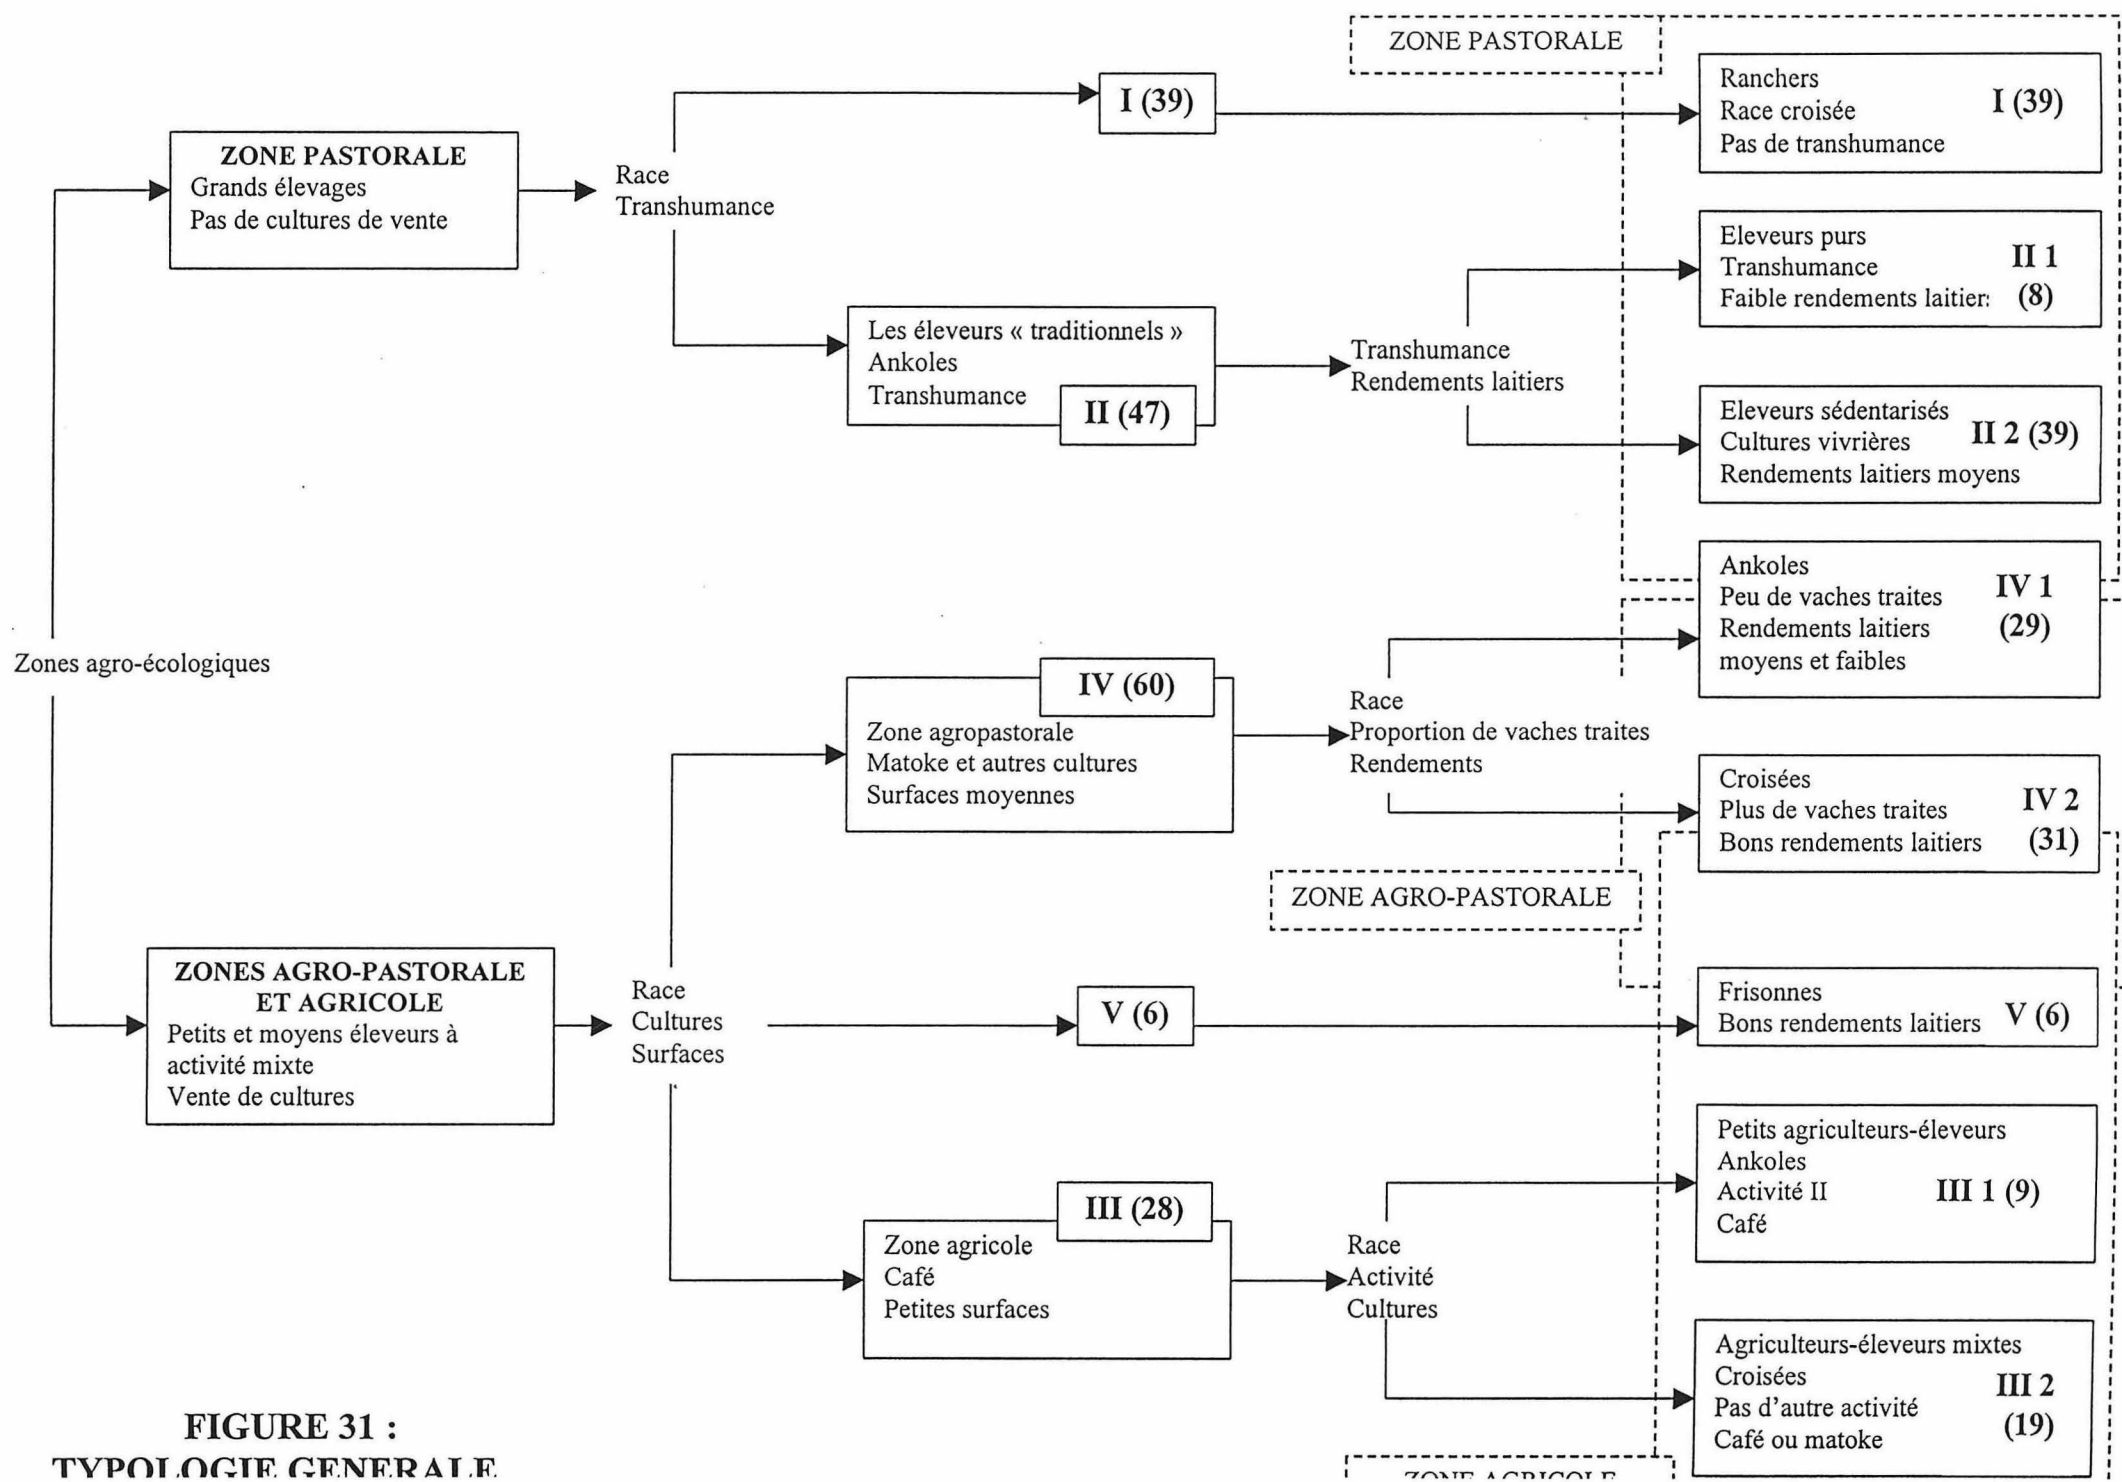 ZONE PASTORALE
I (39)
Ranchers
Race croisée
Pas de transhumance
I (39)
ZONE PASTORALE
Grands élevages
Pas de cultures de vente
Race
Transhumance
Eleveurs purs
Transhumance
Faible rendements laitier
II 1
(8)
Les éleveurs « traditionnels »
Ankoles
Transhumance
II (47)
Transhumance
Rendements laitiers
Eleveurs sédentarisés
Cultures vivrières
Rendements laitiers moyens
II 2 (39)
Ankoles
Peu de vaches traites
Rendements laitiers
moyens et faibles
IV 1
(29)
Zones agro-écologiques
IV (60)
Zone agropastorale
Matoke et autres cultures
Surfaces moyennes
Race
Proportion de vaches traites
Rendements
Croisées
Plus de vaches traites
Bons rendements laitiers
IV 2
(31)
ZONE AGRO-PASTORALE
ZONES AGRO-PASTORALE
ET AGRICOLE
Petits et moyens éleveurs à
activité mixte
Vente de cultures
Race
Cultures
Surfaces
V (6)
Frisonnes
Bons rendements laitiers
V (6)
Petits agriculteurs-éleveurs
Ankoles
Activité II
Café
III 1 (9)
III (28)
Zone agricole
Café
Petites surfaces
Race
Activité
Cultures
Agriculteurs-éleveurs mixtes
Croisées
Pas d'autre activité
Café ou matoke
III 2
(19)
FIGURE 31 :
TYPOLOGIE GENERALE
ZONE AGRICOLE